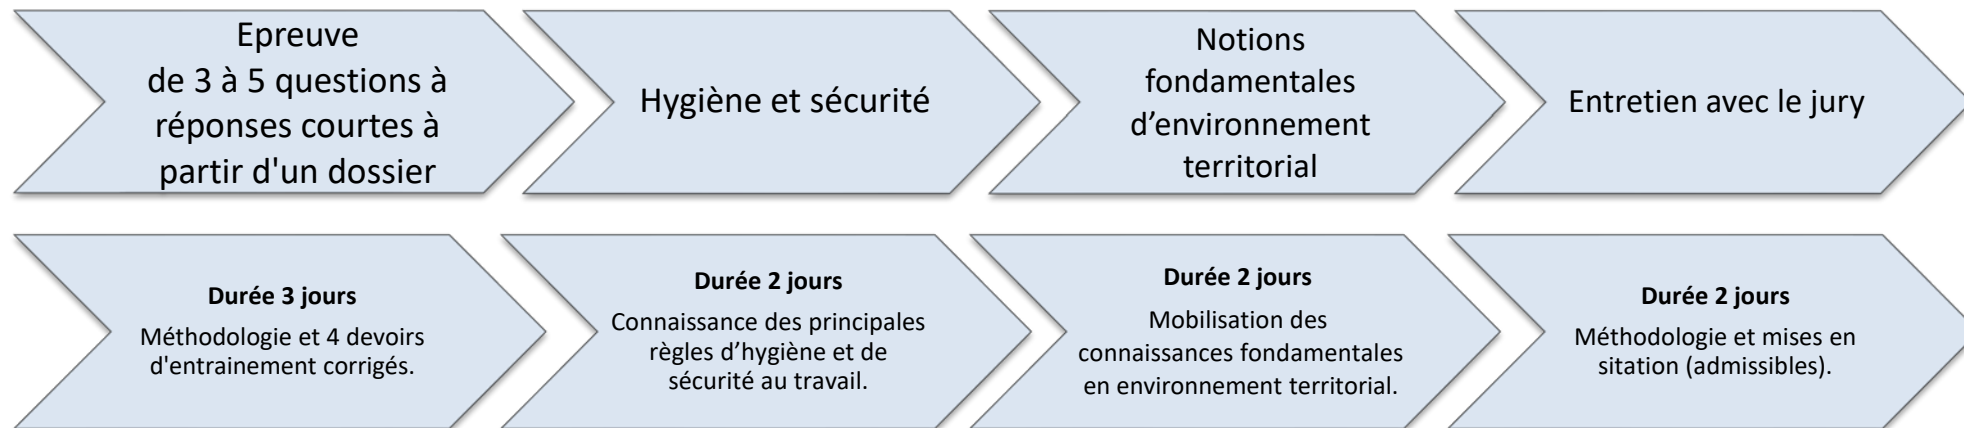 Epreuve
de 3 à 5 questions à
réponses courtes à
partir d'un dossier
Hygiène et sécurité
Notions
fondamentales
d’environnement
territorial
Entretien avec le jury
Durée 3 jours
Méthodologie et 4 devoirs
d'entrainement corrigés.
Durée 2 jours
Connaissance des principales
règles d’hygiène et de
sécurité au travail.
Durée 2 jours
Mobilisation des
connaissances fondamentales
en environnement territorial.
Durée 2 jours
Méthodologie et mises en
sitation (admissibles).